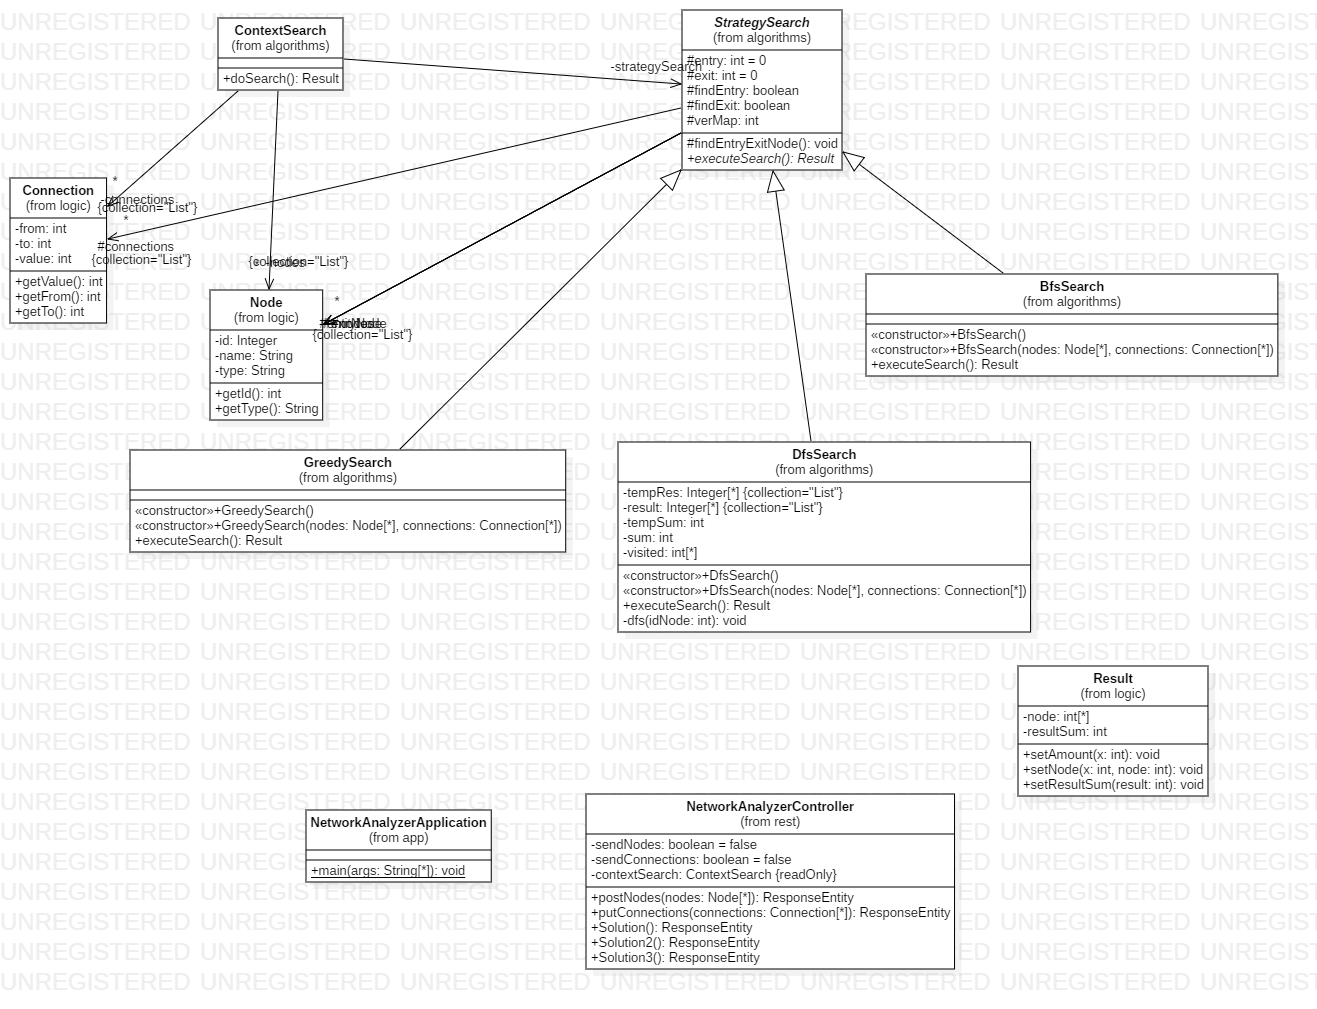 ContextSearch
(from algorithms)
+doSearch(): Result
StrategySearch
(from algorithms)
#entry: int = 0
#exit: int = 0
#findEntry: boolean
#findExit: boolean
#verMap: int
#findEntryExitNode(): void
+executeSearch(): Result
-strategySearch
Connection
(from logic)
-from: int
-to: int
-value: int
+getValue(): int
+getFrom(): int
+getTo(): int
*
-connections
{collection="List"}
*
#connections
{collection="List"}
{collection="List"}
Node
(from logic)
-id: Integer
-name: String
-type: String
+getId(): int
+getType(): String
*
{collection="List"}
BfsSearch
(from algorithms)
«constructor»+BfsSearch()
«constructor»+BfsSearch(nodes: Node[*], connections: Connection[*])
+executeSearch(): Result
GreedySearch
(from algorithms)
«constructor»+GreedySearch()
«constructor»+GreedySearch(nodes: Node[*], connections: Connection[*])
+executeSearch(): Result
DfsSearch
(from algorithms)
-tempRes: Integer[*] {collection="List"}
-result: Integer[*] {collection="List"}
-tempSum: int
-sum: int
-visited: int[*]
«constructor»+DfsSearch()
«constructor»+DfsSearch(nodes: Node[*], connections: Connection[*])
+executeSearch(): Result
-dfs(idNode: int): void
Result
(from logic)
-node: int[*]
-resultSum: int
+setAmount(x: int): void
+setNode(x: int, node: int): void
+setResultSum(result: int): void
NetworkAnalyzerApplication
(from app)
+main(args: String[*]): void
NetworkAnalyzerController
(from rest)
-sendNodes: boolean = false
-sendConnections: boolean = false
-contextSearch: ContextSearch {readOnly}
+postNodes(nodes: Node[*]): ResponseEntity
+putConnections(connections: Connection[*]): ResponseEntity
+Solution(): ResponseEntity
+Solution2(): ResponseEntity
+Solution3(): ResponseEntity